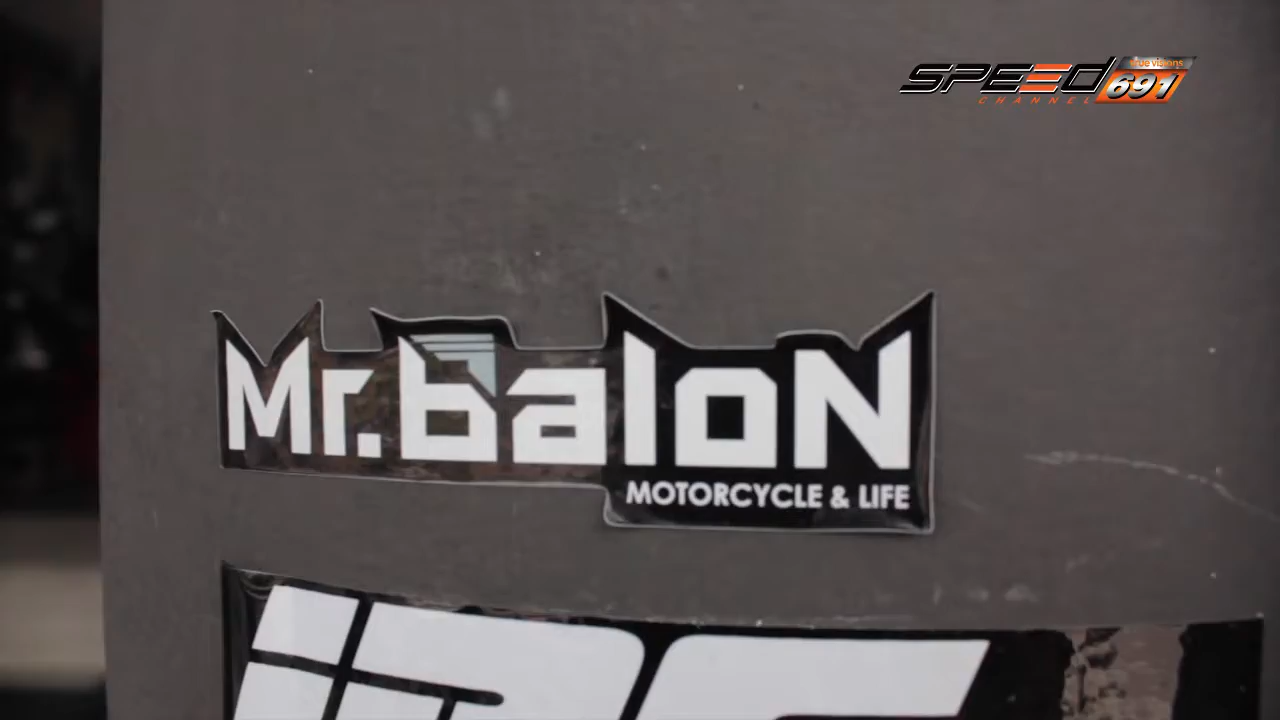 SPEED
CHANNEL
true visions
691
Mr.baloN
MOTORCYCLE & LIFE